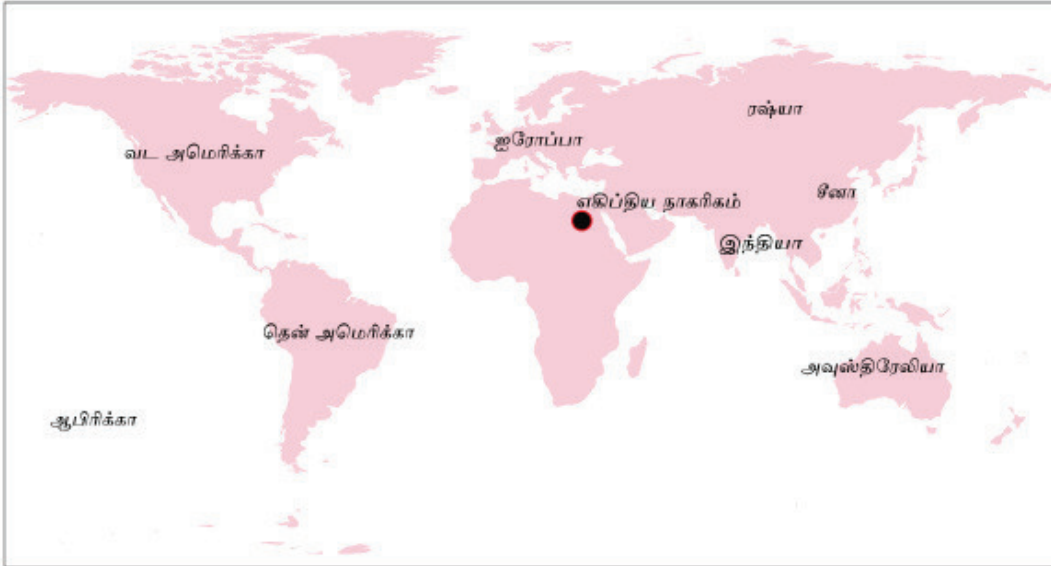 ரஷ்யா
ஐரோப்பா
வட அமெரிக்கா
சீனா
எகிப்திய நாகரிகம்
இந்தியா
தென் அமெரிக்கா
அவுஸ்திரேலியா
ஆபிரிக்கா